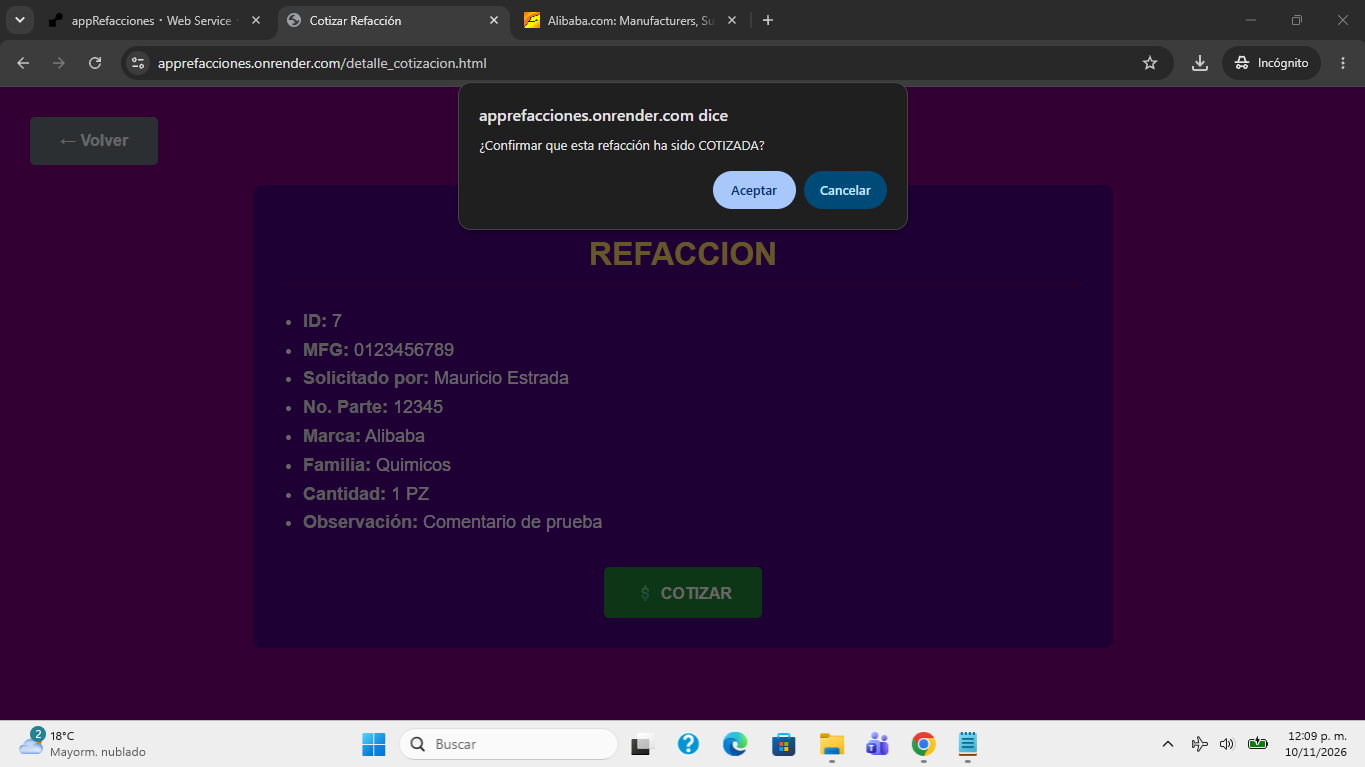 appRefacciones · Web Service
Cotizar Refacción
Alibaba.com: Manufacturers, Su
apprefacciones.onrender.com/detalle_cotizacion.html
Incógnito
← Volver
apprefacciones.onrender.com dice
¿Confirmar que esta refacción ha sido COTIZADA?
Aceptar
Cancelar
REFACCION
• ID: 7
• MFG: 0123456789
• Solicitado por: Mauricio Estrada
• No. Parte: 12345
• Marca: Alibaba
• Familia: Quimicos
• Cantidad: 1 PZ
• Observación: Comentario de prueba
$ COTIZAR
2
18°C
Mayorm. nublado
Buscar
12:09 p. m.
10/11/2026